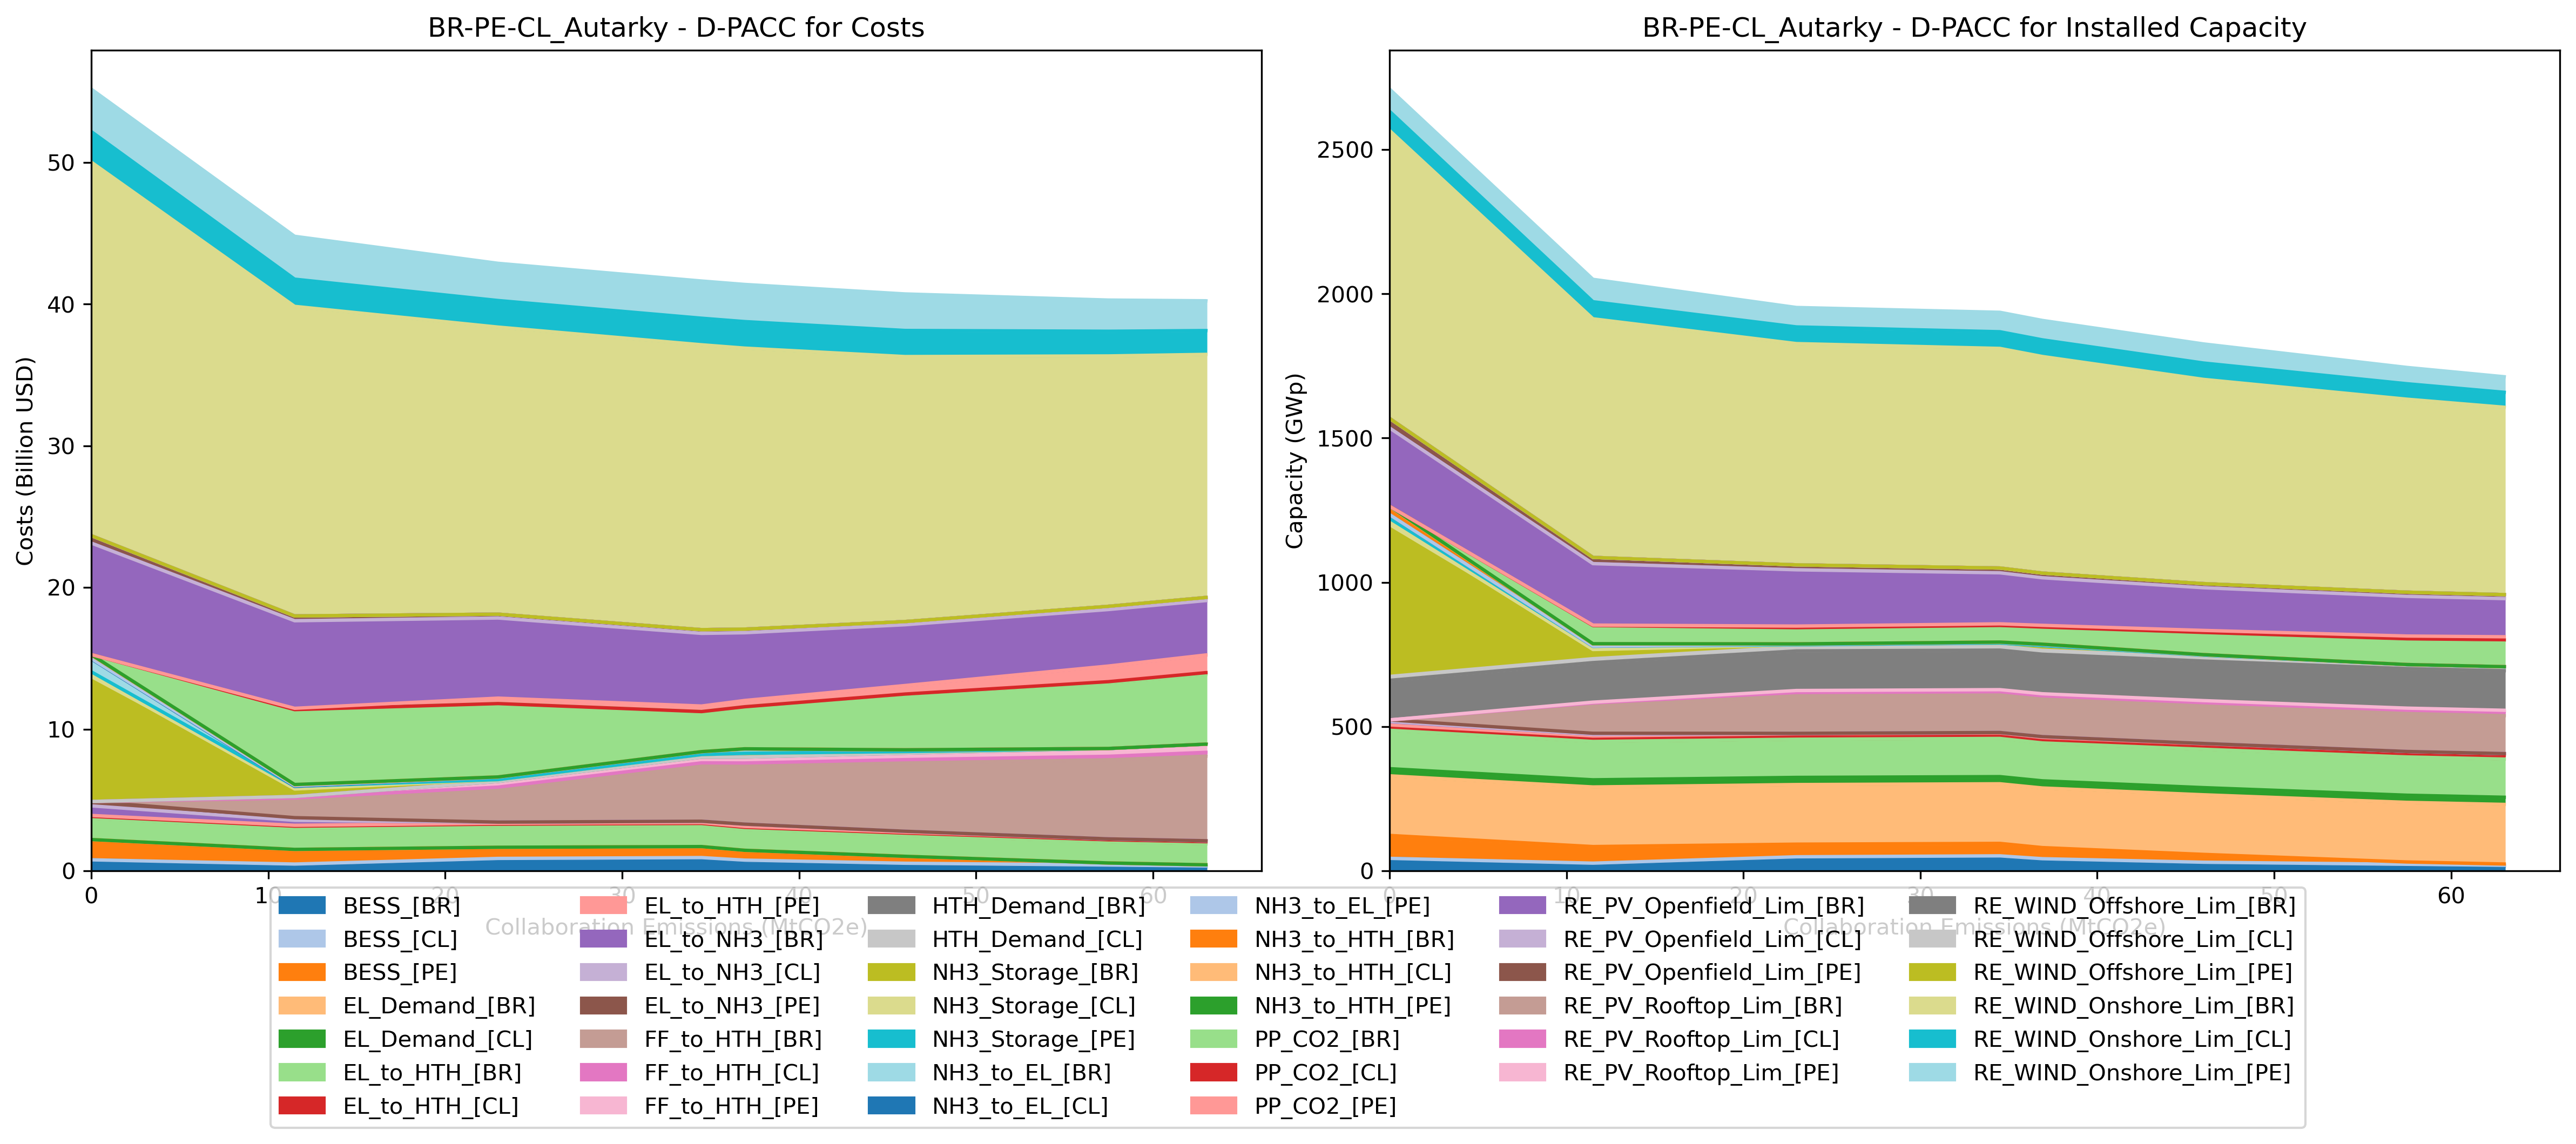 BR-PE-CL_Autarky - D-PACC for Costs
Costs (Billion USD)
50
40
30
20
10
0
0 10 20 30 40 50 60
Collaboration Emissions (MtCO2e)
BR-PE-CL_Autarky - D-PACC for Installed Capacity
Capacity (GWp)
2500
2000
1500
1000
500
0
0 10 20 30 40 50 60
Collaboration Emissions (MtCO2e)
BESS_[BR]
BESS_[CL]
BESS_[PE]
EL_Demand_[BR]
EL_Demand_[CL]
EL_to_HTH_[BR]
EL_to_HTH_[CL]
EL_to_HTH_[PE]
EL_to_NH3_[BR]
EL_to_NH3_[CL]
EL_to_NH3_[PE]
FF_to_HTH_[BR]
FF_to_HTH_[CL]
FF_to_HTH_[PE]
HTH_Demand_[BR]
HTH_Demand_[CL]
NH3_Storage_[BR]
NH3_Storage_[CL]
NH3_Storage_[PE]
NH3_to_EL_[BR]
NH3_to_EL_[CL]
NH3_to_EL_[PE]
NH3_to_HTH_[BR]
NH3_to_HTH_[CL]
NH3_to_HTH_[PE]
PP_CO2_[BR]
PP_CO2_[CL]
PP_CO2_[PE]
RE_PV_Openfield_Lim_[BR]
RE_PV_Openfield_Lim_[CL]
RE_PV_Openfield_Lim_[PE]
RE_PV_Rooftop_Lim_[BR]
RE_PV_Rooftop_Lim_[CL]
RE_PV_Rooftop_Lim_[PE]
RE_WIND_Offshore_Lim_[BR]
RE_WIND_Offshore_Lim_[CL]
RE_WIND_Offshore_Lim_[PE]
RE_WIND_Onshore_Lim_[BR]
RE_WIND_Onshore_Lim_[CL]
RE_WIND_Onshore_Lim_[PE]